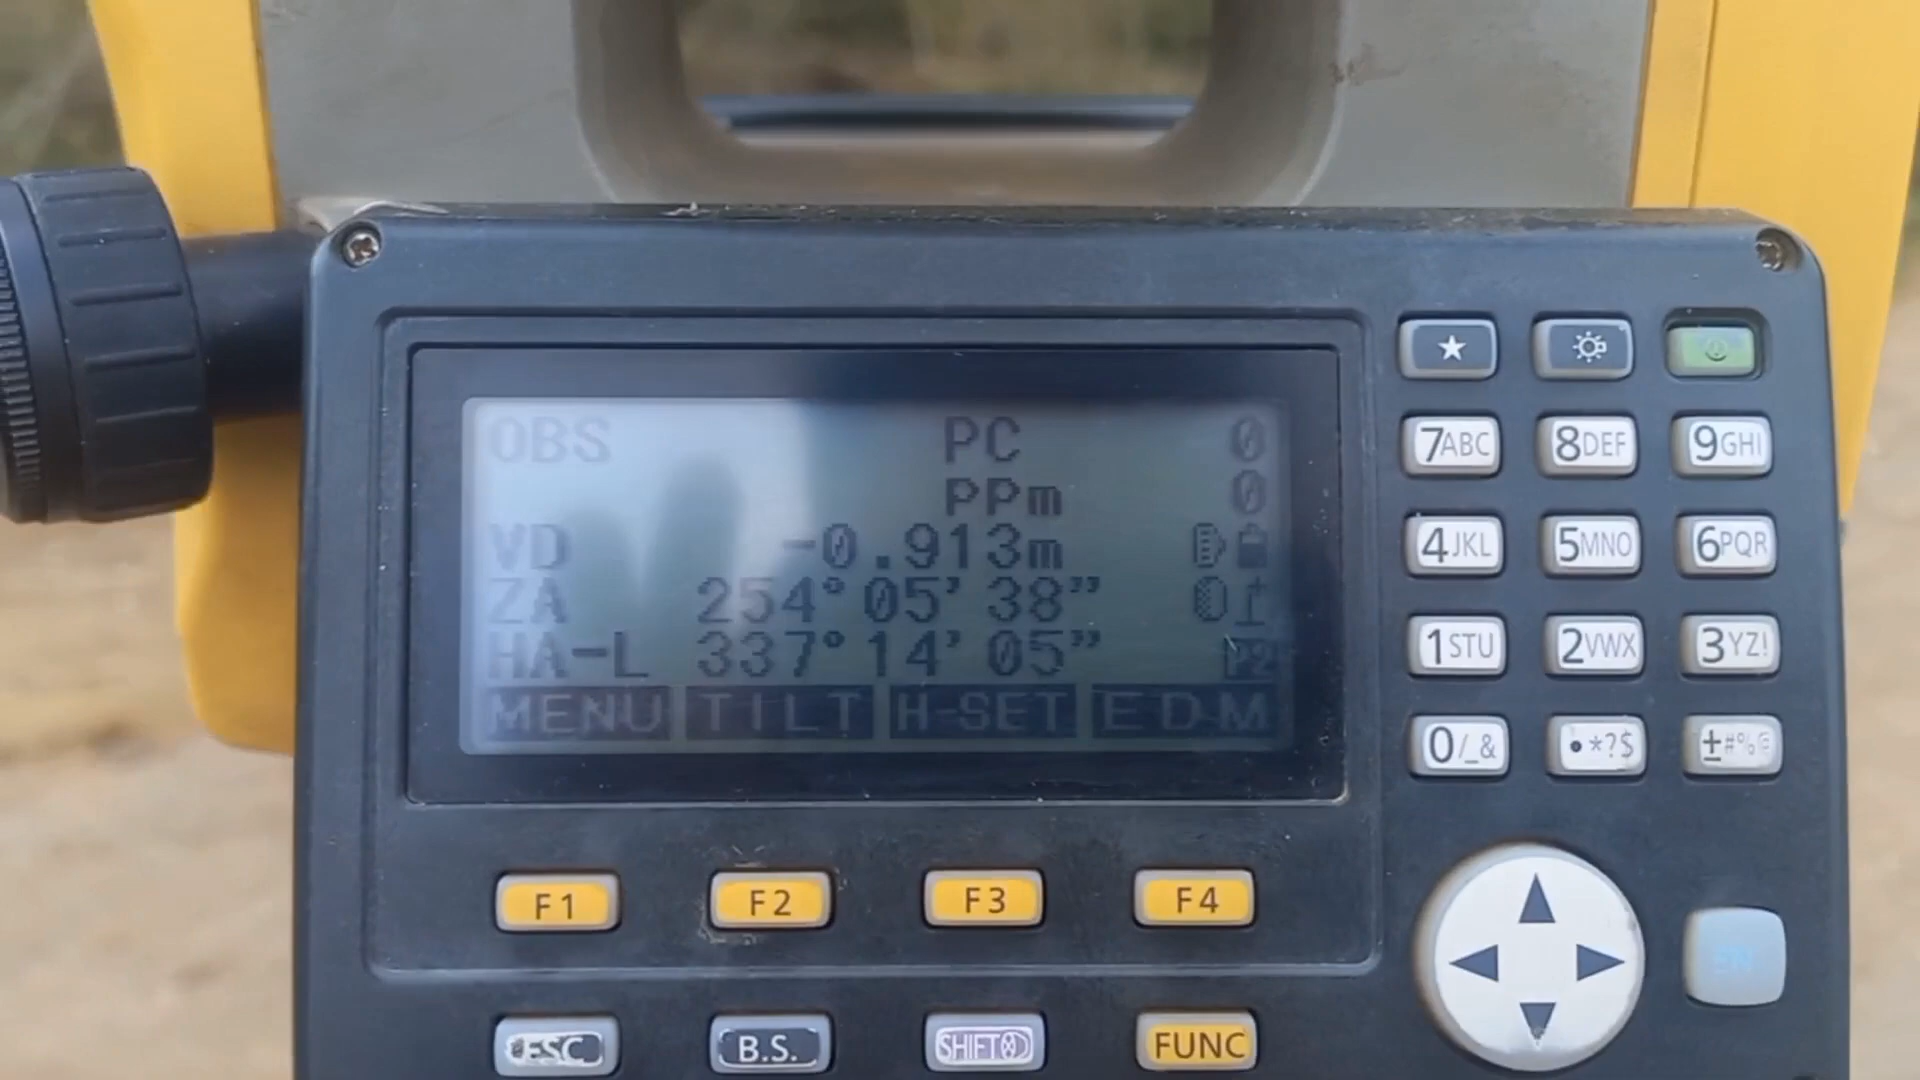 OBS PC 0
ppm 0
VD -0.913m
ZA 254° 05' 38"
HA-L 337° 14' 05" P2
MENU TILT H-SET EDM
7ABC 8DEF 9GHI
4JKL 5MNO 6PQR
1STU 2VWX 3YZ!
0/_& •*?$ ±#%@
F1 F2 F3 F4
ESC B.S. SHIFT FUNC